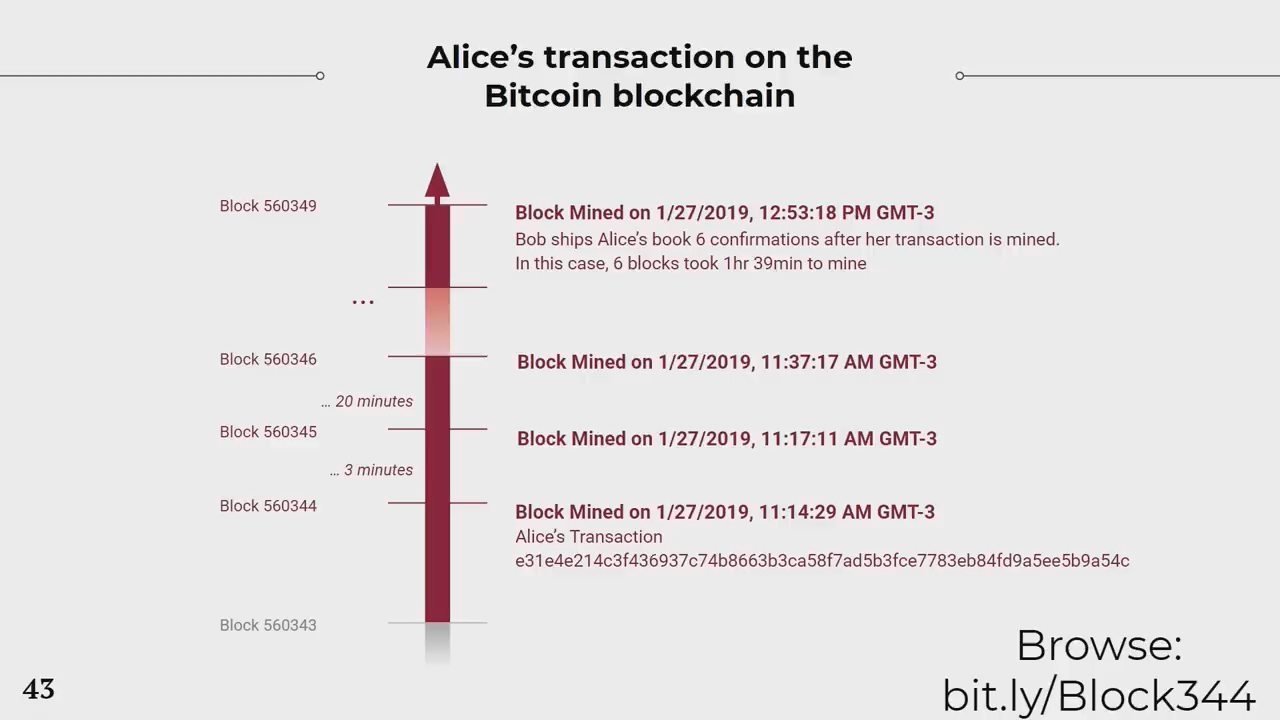 Alice's transaction on the
Bitcoin blockchain
Block 560349
Block Mined on 1/27/2019, 12:53:18 PM GMT-3
Bob ships Alice's book 6 confirmations after her transaction is mined.
In this case, 6 blocks took 1hr 39min to mine
...
Block 560346
Block Mined on 1/27/2019, 11:37:17 AM GMT-3
... 20 minutes
Block 560345
Block Mined on 1/27/2019, 11:17:11 AM GMT-3
... 3 minutes
Block 560344
Block Mined on 1/27/2019, 11:14:29 AM GMT-3
Alice's Transaction
e31e4e214c3f436937c74b8663b3ca58f7ad5b3fce7783eb84fd9a5ee5b9a54c
Block 560343
Browse:
bit.ly/Block344
43